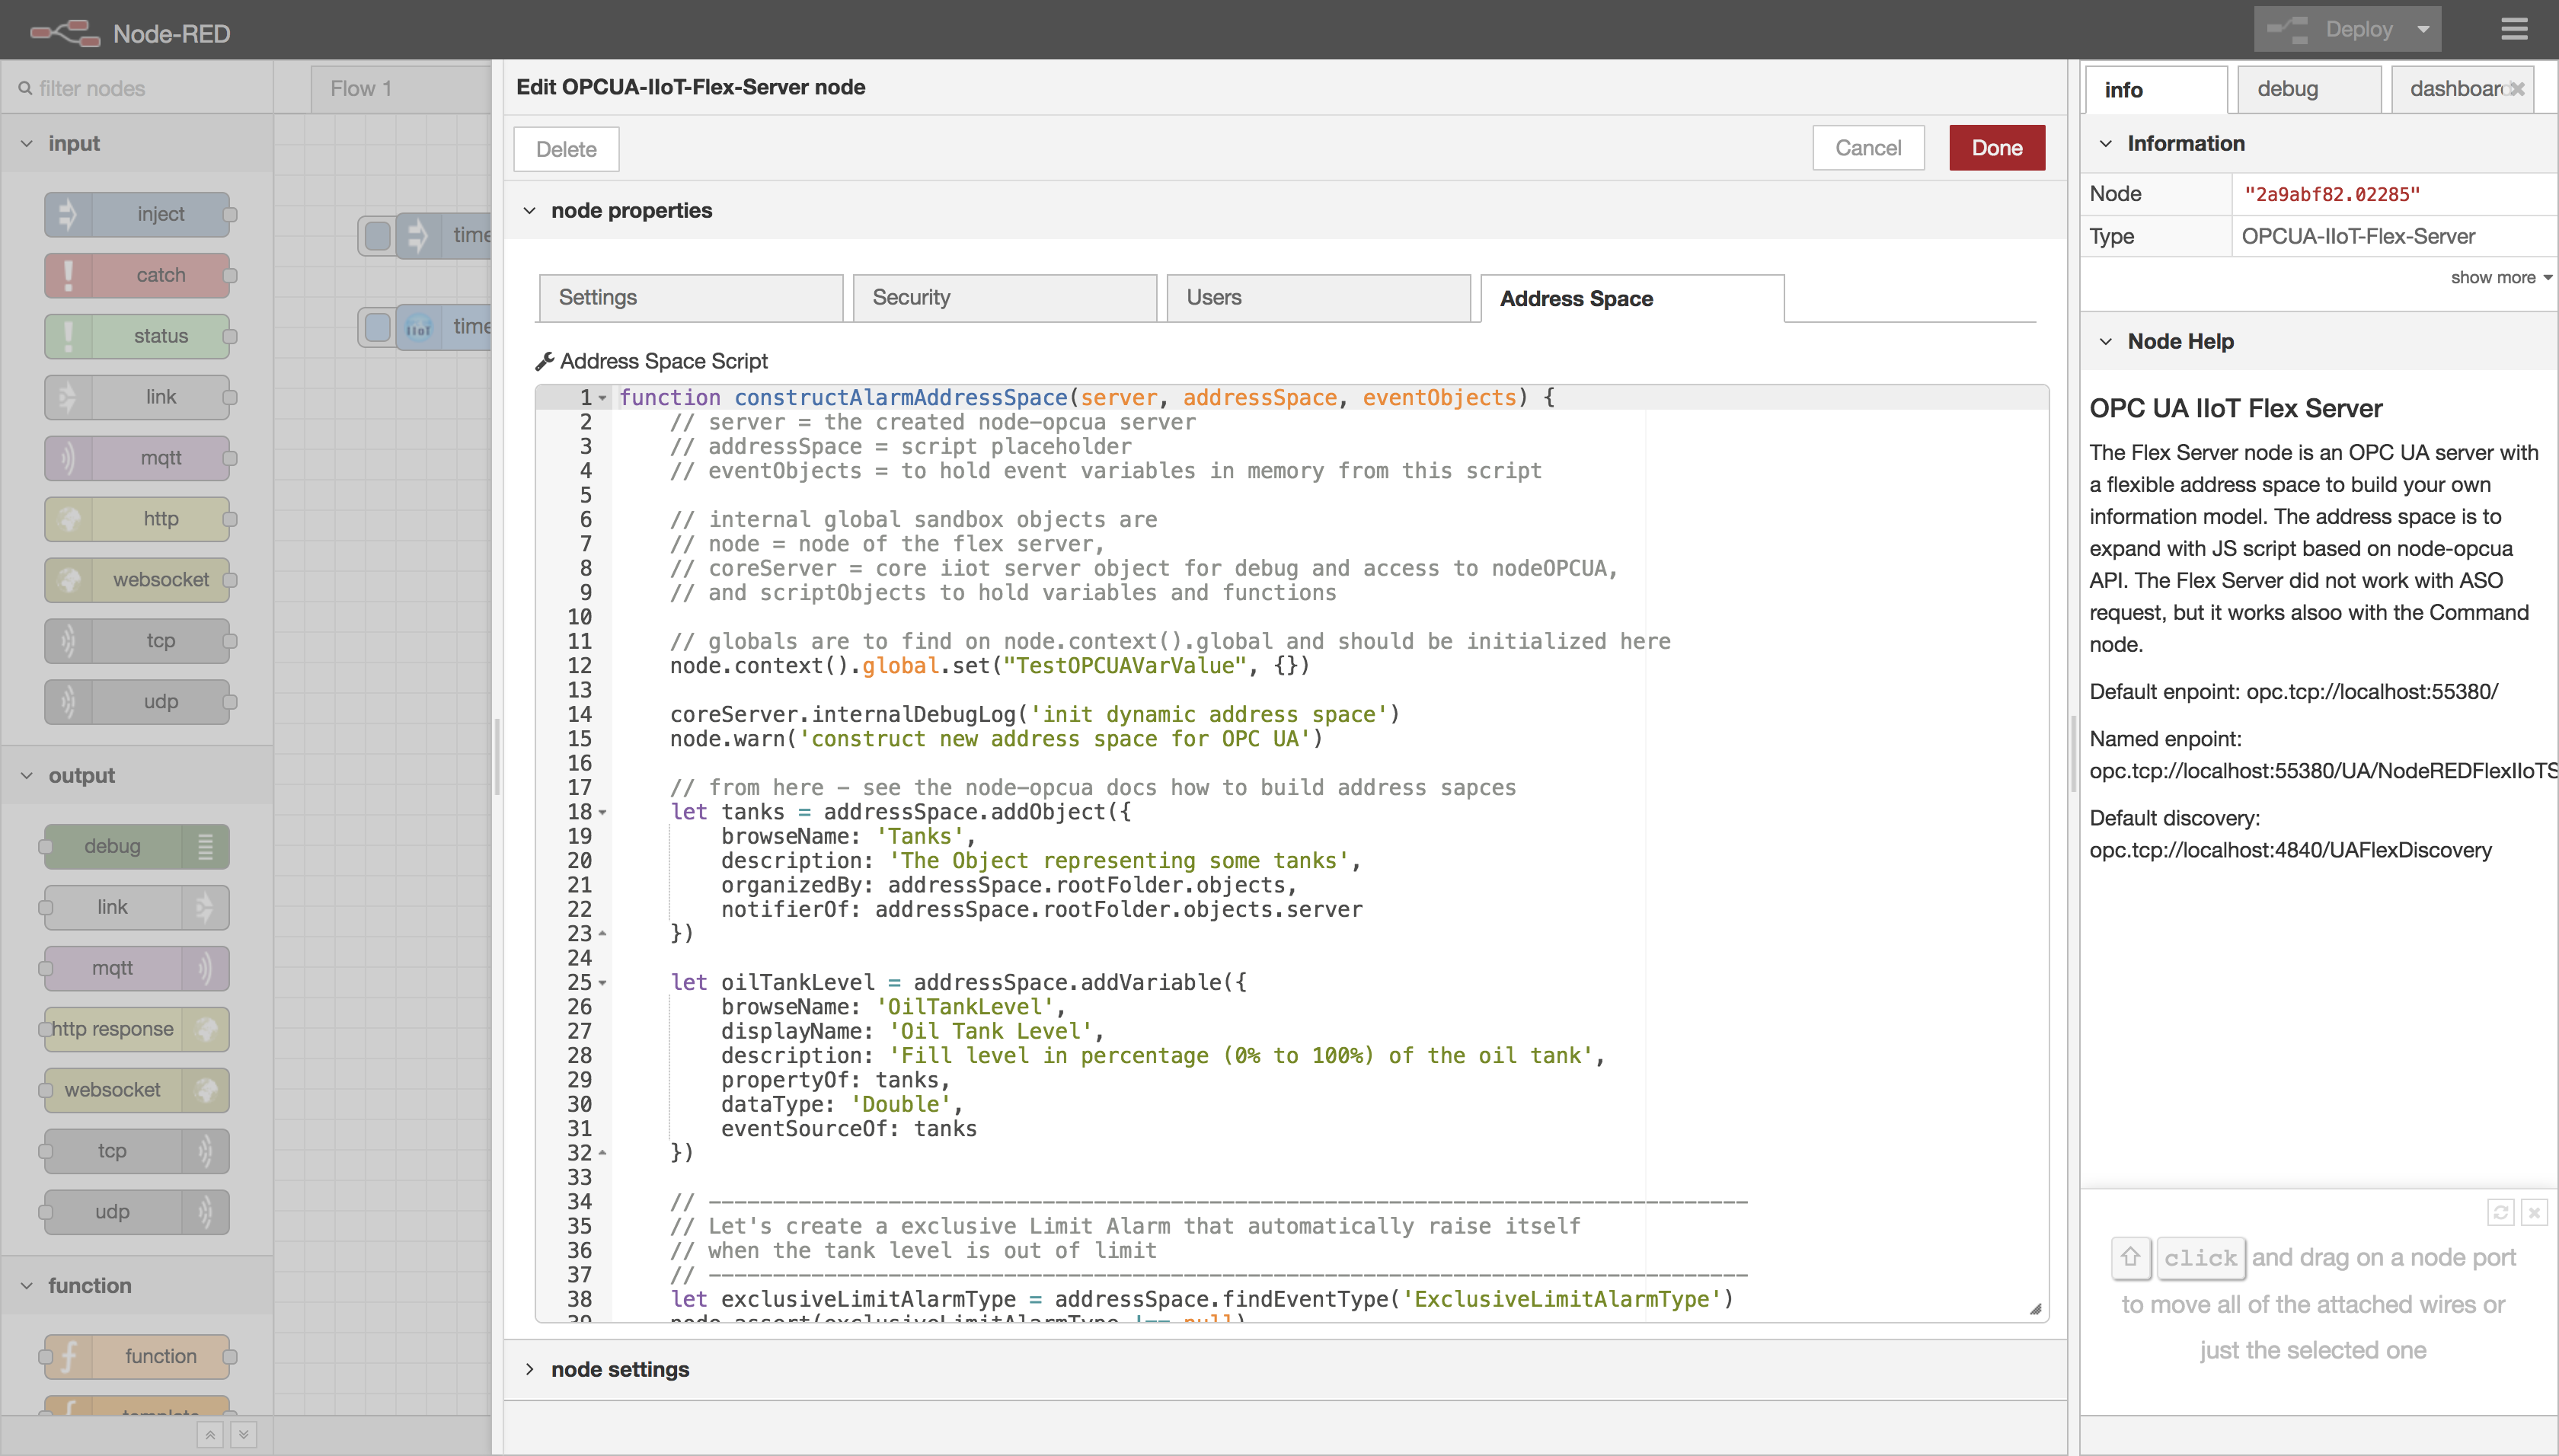 Node-RED
Deploy
filter nodes
input
inject
catch
status
link
mqtt
http
websocket
tcp
udp
output
debug
link
mqtt
http response
websocket
tcp
udp
function
function
template
Flow 1
time
time
Edit OPCUA-IIoT-Flex-Server node
Delete
Cancel
Done
node properties
Settings
Security
Users
Address Space
Address Space Script
1 function constructAlarmAddressSpace(server, addressSpace, eventObjects) {
2 // server = the created node-opcua server
3 // addressSpace = script placeholder
4 // eventObjects = to hold event variables in memory from this script
5
6 // internal global sandbox objects are
7 // node = node of the flex server,
8 // coreServer = core iiot server object for debug and access to nodeOPCUA,
9 // and scriptObjects to hold variables and functions
10
11 // globals are to find on node.context().global and should be initialized here
12 node.context().global.set("TestOPCUAVarValue", {})
13
14 coreServer.internalDebugLog('init dynamic address space')
15 node.warn('construct new address space for OPC UA')
16
17 // from here - see the node-opcua docs how to build address sapces
18 let tanks = addressSpace.addObject({
19 browseName: 'Tanks',
20 description: 'The Object representing some tanks',
21 organizedBy: addressSpace.rootFolder.objects,
22 notifierOf: addressSpace.rootFolder.objects.server
23 })
24
25 let oilTankLevel = addressSpace.addVariable({
26 browseName: 'OilTankLevel',
27 displayName: 'Oil Tank Level',
28 description: 'Fill level in percentage (0% to 100%) of the oil tank',
29 propertyOf: tanks,
30 dataType: 'Double',
31 eventSourceOf: tanks
32 })
33
34 // ---------------------------------------------------------------------------------
35 // Let's create a exclusive Limit Alarm that automatically raise itself
36 // when the tank level is out of limit
37 // ---------------------------------------------------------------------------------
38 let exclusiveLimitAlarmType = addressSpace.findEventType('ExclusiveLimitAlarmType')
39 node.assert(exclusiveLimitAlarmType !== null)
node settings
info
debug
dashboard
Information
Node "2a9abf82.02285"
Type OPCUA-IIoT-Flex-Server
show more
Node Help
OPC UA IIoT Flex Server
The Flex Server node is an OPC UA server with
a flexible address space to build your own
information model. The address space is to
expand with JS script based on node-opcua
API. The Flex Server did not work with ASO
request, but it works alsoo with the Command
node.
Default enpoint: opc.tcp://localhost:55380/
Named enpoint:
opc.tcp://localhost:55380/UA/NodeREDFlexIIoTS
Default discovery:
opc.tcp://localhost:4840/UAFlexDiscovery
click and drag on a node port
to move all of the attached wires or
just the selected one